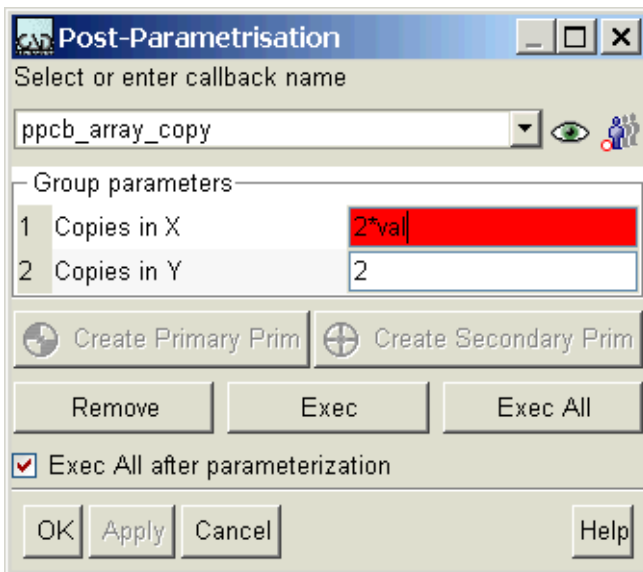 CAD Post-Parametrisation
Select or enter callback name
ppcb_array_copy
Group parameters
1 Copies in X 2*val
2 Copies in Y 2
Create Primary Prim Create Secondary Prim
Remove Exec Exec All
Exec All after parameterization
OK Apply Cancel Help